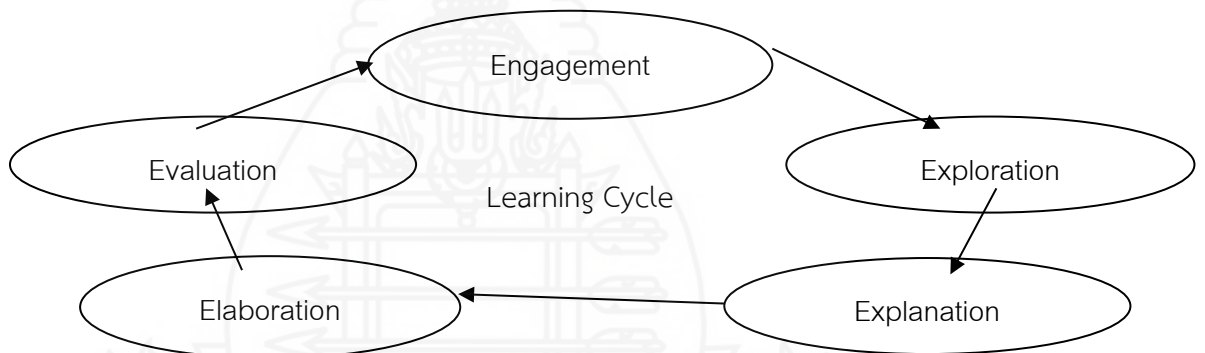 Engagement
Evaluation
Exploration
Learning Cycle
Elaboration
Explanation